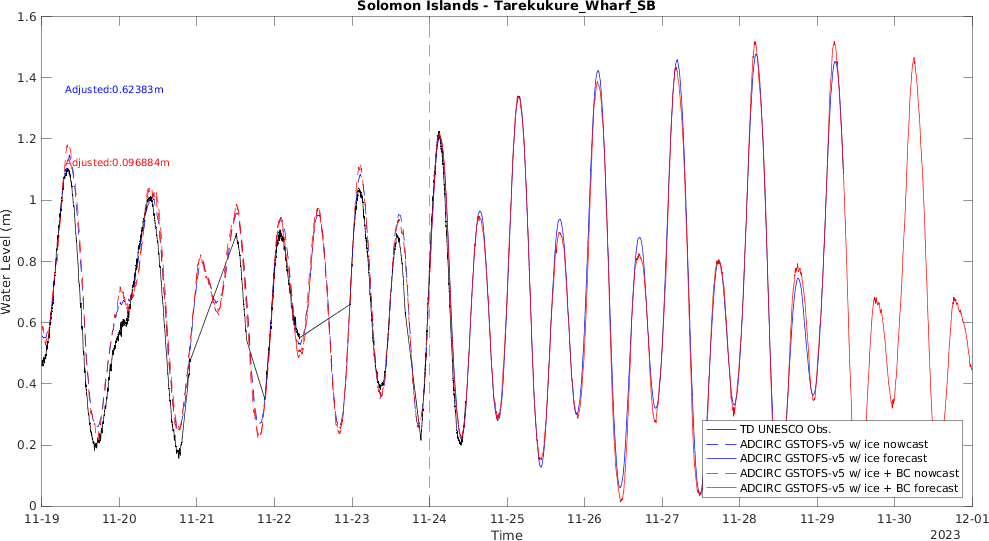 Solomon Islands - Tarekukure_Wharf_SB
1.6
1.4
1.2
1
0.8
0.6
0.4
0.2
0
Water Level (m)
Adjusted:0.62383m
Adjusted:0.096884m
TD UNESCO Obs.
ADCIRC GSTOFS-v5 w/ ice nowcast
ADCIRC GSTOFS-v5 w/ ice forecast
ADCIRC GSTOFS-v5 w/ ice + BC nowcast
ADCIRC GSTOFS-v5 w/ ice + BC forecast
11-19 11-20 11-21 11-22 11-23 11-24 11-25 11-26 11-27 11-28 11-29 11-30 12-01
Time
2023